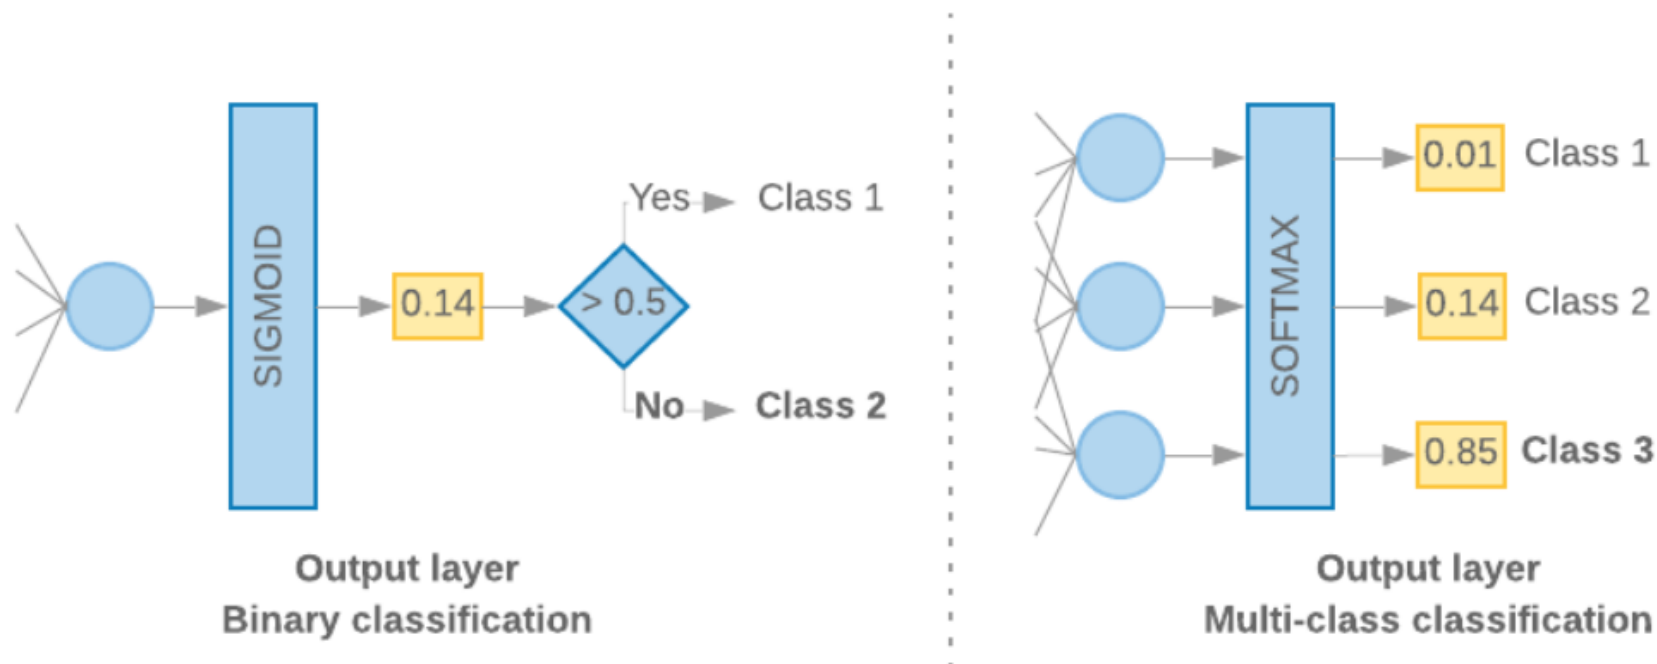 SIGMOID
0.14
> 0.5
Yes
Class 1
No
Class 2
Output layer
Binary classification
SOFTMAX
0.01
Class 1
0.14
Class 2
0.85
Class 3
Output layer
Multi-class classification